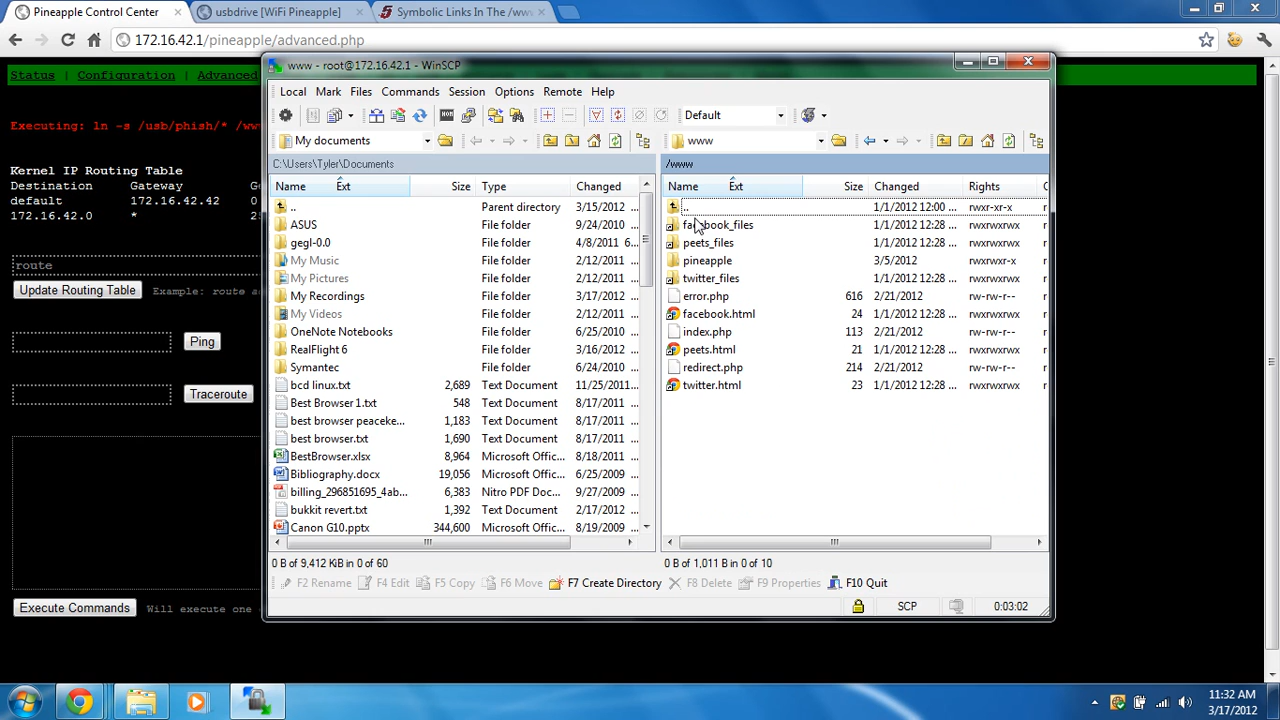 Pineapple Control Center
usbdrive [WiFi Pineapple]
Symbolic Links In The /www
172.16.42.1/pineapple/advanced.php
Status | Configuration | Advanced
Executing: ln -s /usb/phish/* /ww
Kernel IP Routing Table
Destination Gateway
default 172.16.42.42 0
172.16.42.0 * 25
route
Update Routing Table Example: route a
Ping
Traceroute
Execute Commands Will execute one
www - root@172.16.42.1 - WinSCP
Local Mark Files Commands Session Options Remote Help
Default
My documents
www
C:\Users\Tyler\Documents
/www
Name Ext Size Type Changed
.. Parent directory 3/15/2012
ASUS File folder 9/24/2010 ...
gegl-0.0 File folder 4/8/2011 6...
My Music File folder 2/12/2011 ...
My Pictures File folder 2/12/2011 ...
My Recordings File folder 3/17/2012 ...
My Videos File folder 2/12/2011 ...
OneNote Notebooks File folder 6/25/2010 ...
RealFlight 6 File folder 3/16/2012 ...
Symantec File folder 6/24/2010 ...
bcd linux.txt 2,689 Text Document 11/25/2011...
Best Browser 1.txt 548 Text Document 8/17/2011 ...
best browser peaceke... 1,183 Text Document 8/17/2011 ...
best browser.txt 1,690 Text Document 8/17/2011 ...
BestBrowser.xlsx 8,964 Microsoft Offic... 8/18/2011 ...
Bibliography.docx 19,056 Microsoft Offic... 6/25/2009 ...
billing_296851695_4ab... 6,383 Nitro PDF Doc... 9/27/2009 ...
bukkit revert.txt 1,392 Text Document 2/17/2012 ...
Canon G10.pptx 344,600 Microsoft Offic... 8/19/2009 ...
Name Ext Size Changed Rights
.. 1/1/2012 12:00 ... rwxr-xr-x r
facebook_files 1/1/2012 12:28 ... rwxrwxrwx r
peets_files 1/1/2012 12:28 ... rwxrwxrwx r
pineapple 3/5/2012 rwxrwxr-x r
twitter_files 1/1/2012 12:28 ... rwxrwxrwx r
error.php 616 2/21/2012 rw-rw-r-- r
facebook.html 24 1/1/2012 12:28 ... rwxrwxrwx r
index.php 113 2/21/2012 rw-rw-r-- r
peets.html 21 1/1/2012 12:28 ... rwxrwxrwx r
redirect.php 214 2/21/2012 rw-rw-r-- r
twitter.html 23 1/1/2012 12:28 ... rwxrwxrwx r
0 B of 9,412 KiB in 0 of 60
0 B of 1,011 B in 0 of 10
F2 Rename F4 Edit F5 Copy F6 Move F7 Create Directory F8 Delete F9 Properties F10 Quit
SCP 0:03:02
11:32 AM
3/17/2012